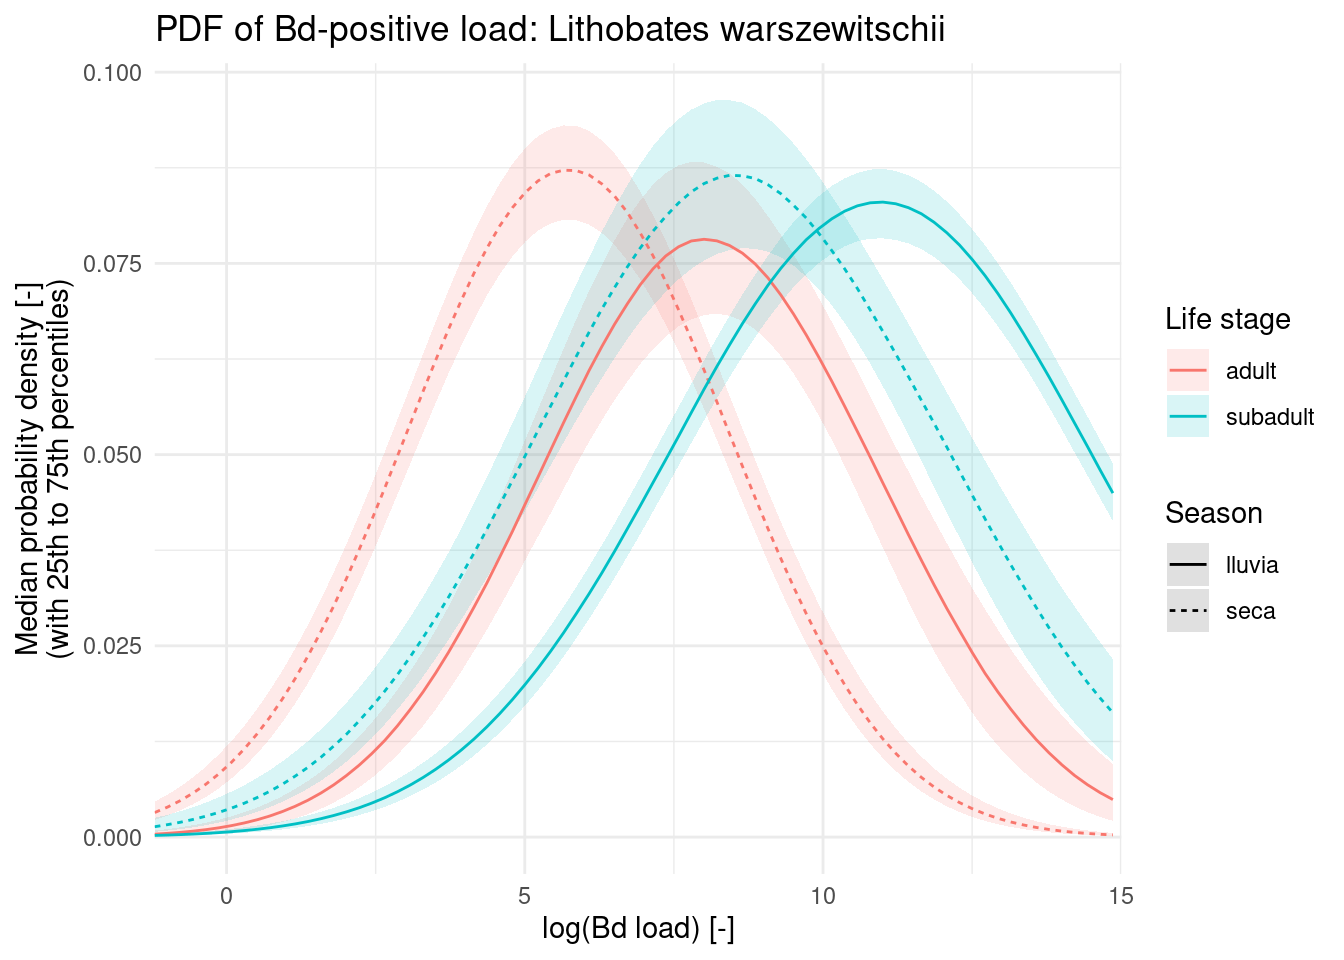 PDF of Bd-positive load: Lithobates warszewitschii
Median probability density [-]
(with 25th to 75th percentiles)
0.100
0.075
0.050
0.025
0.000
0
5
10
15
log(Bd load) [-]
Life stage
adult
subadult
Season
lluvia
seca